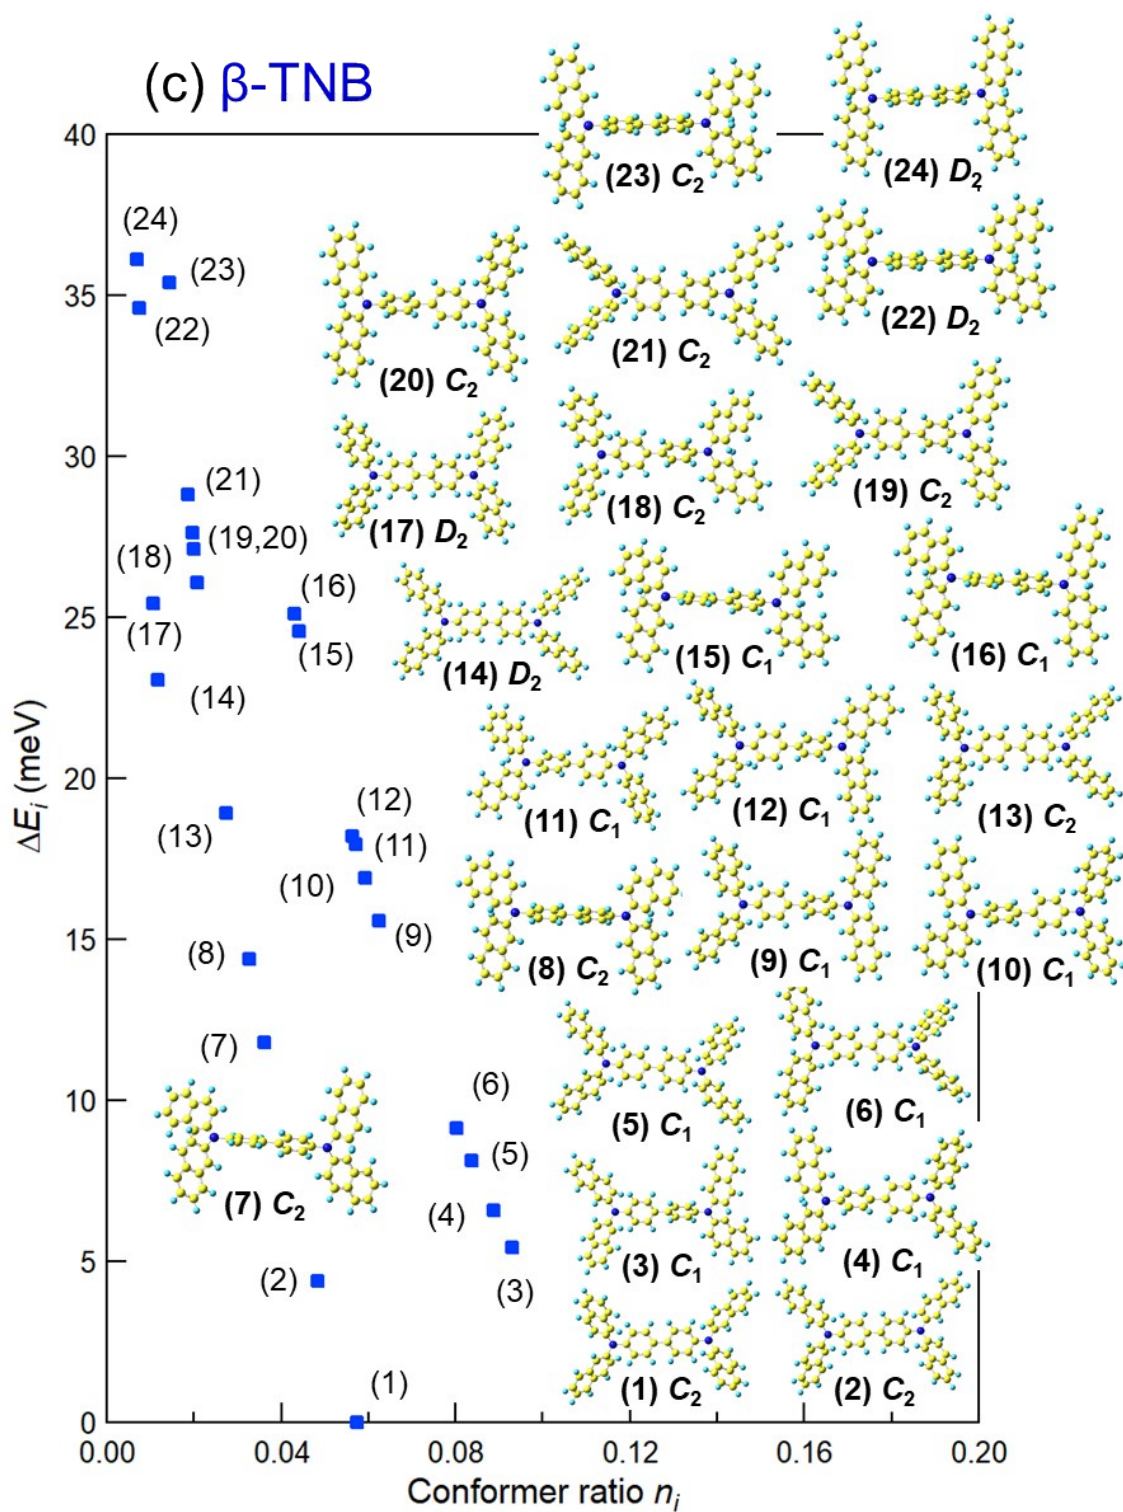 (c) β-TNB
40
(23) C₂
(24) D₂
(24)
(23)
(22)
35
(20) C₂
(21) C₂
(22) D₂
30
(21)
(19,20)
(18)
(17) D₂
(18) C₂
(19) C₂
(16)
25
(17)
(15)
(14)
(14) D₂
(15) C₁
(16) C₁
ΔEᵢ (meV)
20
(12)
(13)
(11)
(10)
(11) C₁
(12) C₁
(13) C₂
15
(9)
(8)
(8) C₂
(9) C₁
(10) C₁
(7)
10
(6)
(5)
(4)
(7) C₂
(5) C₁
(6) C₁
5
(2)
(3)
(3) C₁
(4) C₁
(1)
(1) C₂
(2) C₂
0
0.00 0.04 0.08 0.12 0.16 0.20
Conformer ratio nᵢ